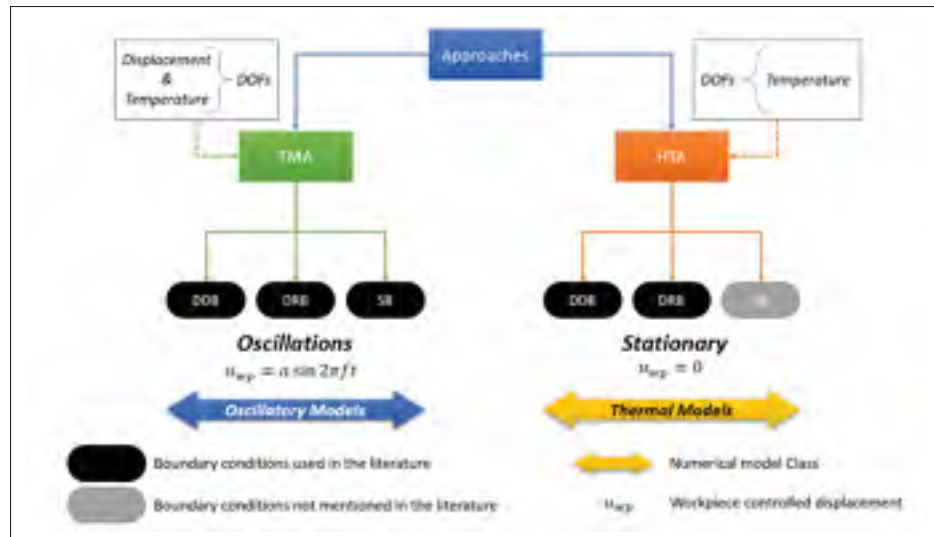 Approaches
Displacement
&
Temperature
DOFs
DOFs
Temperature
TMA
HTA
DDB
DRB
SB
DDB
DRB
SB
Oscillations
u_wp = a sin 2πft
Stationary
u_wp = 0
Oscillatory Models
Thermal Models
Boundary conditions used in the literature
Numerical model Class
Boundary conditions not mentioned in the literature
u_wp Workpiece controlled displacement